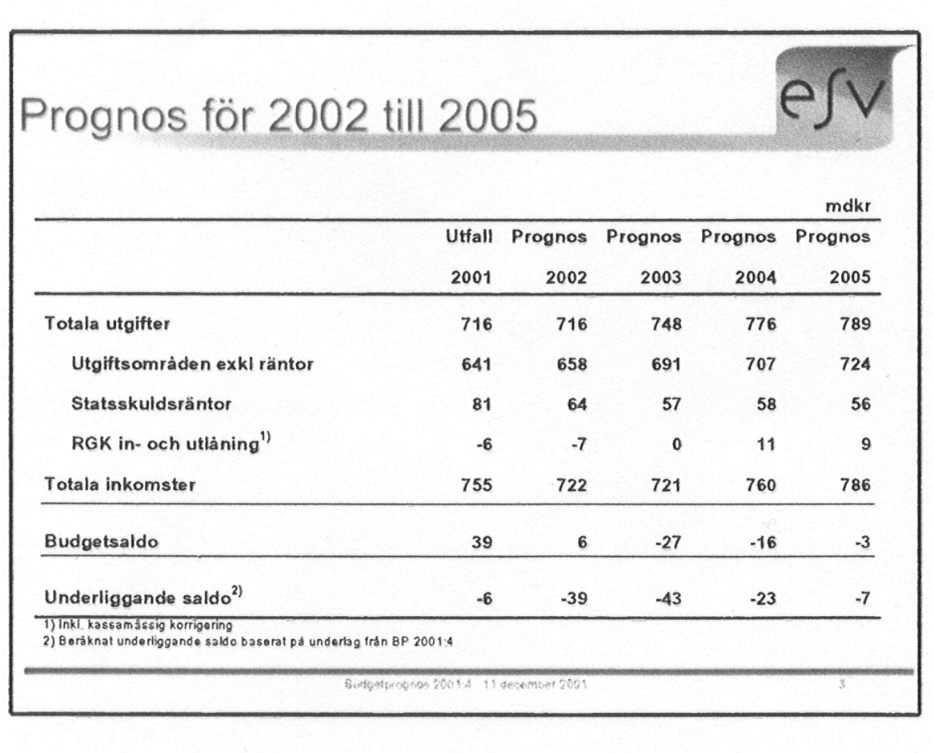 esv
Prognos för 2002 till 2005
mdkr
Utfall Prognos Prognos Prognos Prognos
2001 2002 2003 2004 2005
Totala utgifter 716 716 748 776 789
Utgiftsområden exkl räntor 641 658 691 707 724
Statsskuldsräntor 81 64 57 58 56
RGK in- och utlåning1) -6 -7 0 11 9
Totala inkomster 755 722 721 760 786
Budgetsaldo 39 6 -27 -16 -3
Underliggande saldo2) -6 -39 -43 -23 -7
1) Inkl. kassamässig korrigering
2) Beräknat underliggande saldo baserat på underlag från BP 2001:4
Budgetprognos 2001:4 11 december 2001 3